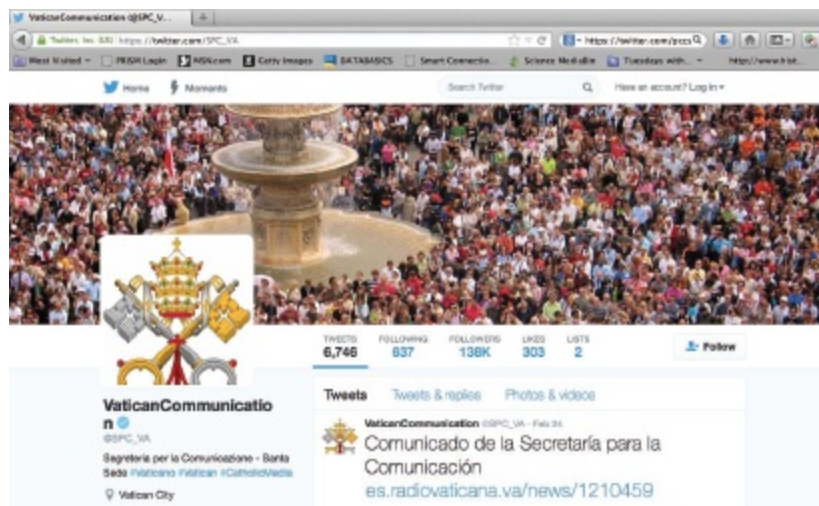 VaticanCommunication @SPC_V...
Twitter, Inc. (US) https://twitter.com/SPC_VA
https://twitter.com/pccs
Most Visited PRISM Login MSN.com Getty Images DATABASICS Smart Connectio... Science MediaBin Tuesdays with...
Home Moments Search Twitter Have an account? Log in
TWEETS FOLLOWING FOLLOWERS LIKES LISTS
6,746 637 138K 303 2
Follow
Tweets Tweets & replies Photos & videos
VaticanCommunicatio
n
@SPC_VA
Segreteria per la Comunicazione - Santa
Sede #Vaticano #Vatican #CatholicMedia
Vatican City
VaticanCommunication @SPC_VA - Feb 24
Comunicado de la Secretaría para la
Comunicación
es.radiovaticana.va/news/1210459